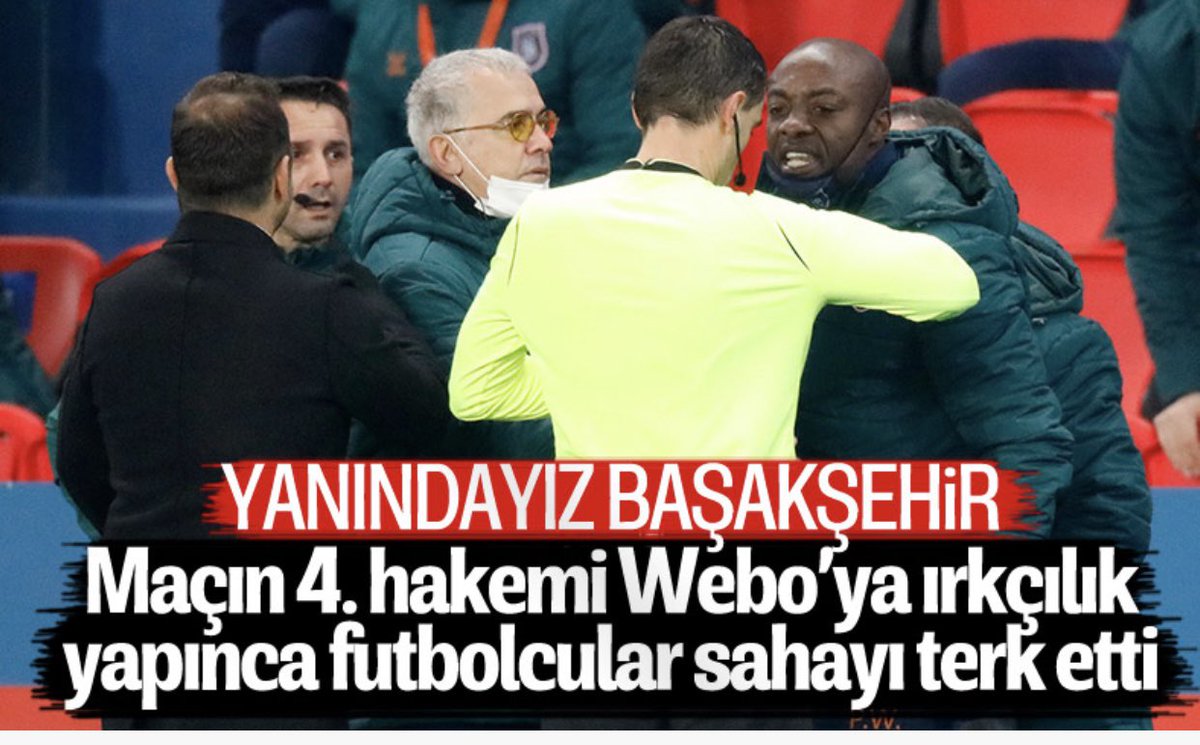 YANINDAYIZ BAŞAKŞEHİR
Maçın 4. hakemi Webo'ya ırkçılık
yapınca futbolcular sahayı terk etti
P.W.